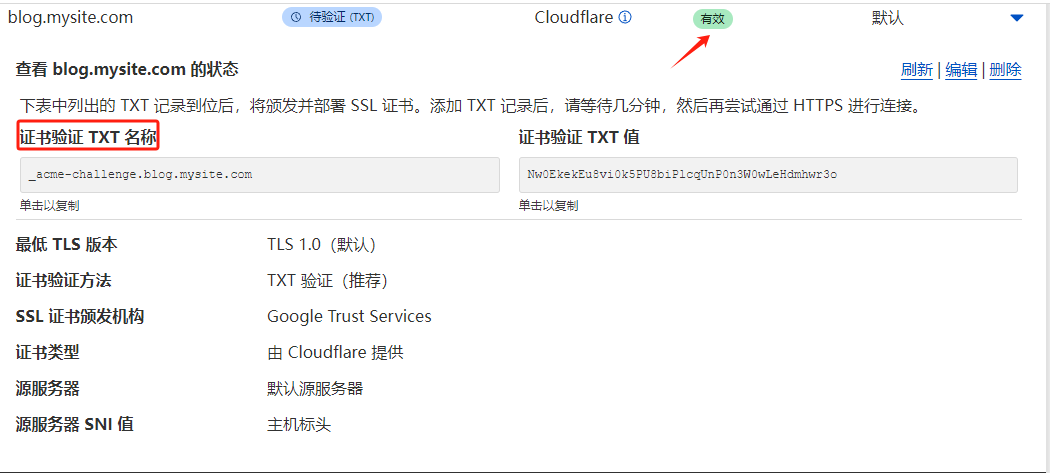 blog.mysite.com 待验证 (TXT) Cloudflare 有效 默认
查看 blog.mysite.com 的状态 刷新 | 编辑 | 删除
下表中列出的 TXT 记录到位后，将颁发并部署 SSL 证书。添加 TXT 记录后，请等待几分钟，然后再尝试通过 HTTPS 进行连接。
证书验证 TXT 名称 证书验证 TXT 值
_acme-challenge.blog.mysite.com Nw0EkekEu8vi0k5PU8biPlcqUnP0n3W0wLeHdmhwr3o
单击以复制 单击以复制
最低 TLS 版本 TLS 1.0（默认）
证书验证方法 TXT 验证（推荐）
SSL 证书颁发机构 Google Trust Services
证书类型 由 Cloudflare 提供
源服务器 默认源服务器
源服务器 SNI 值 主机标头